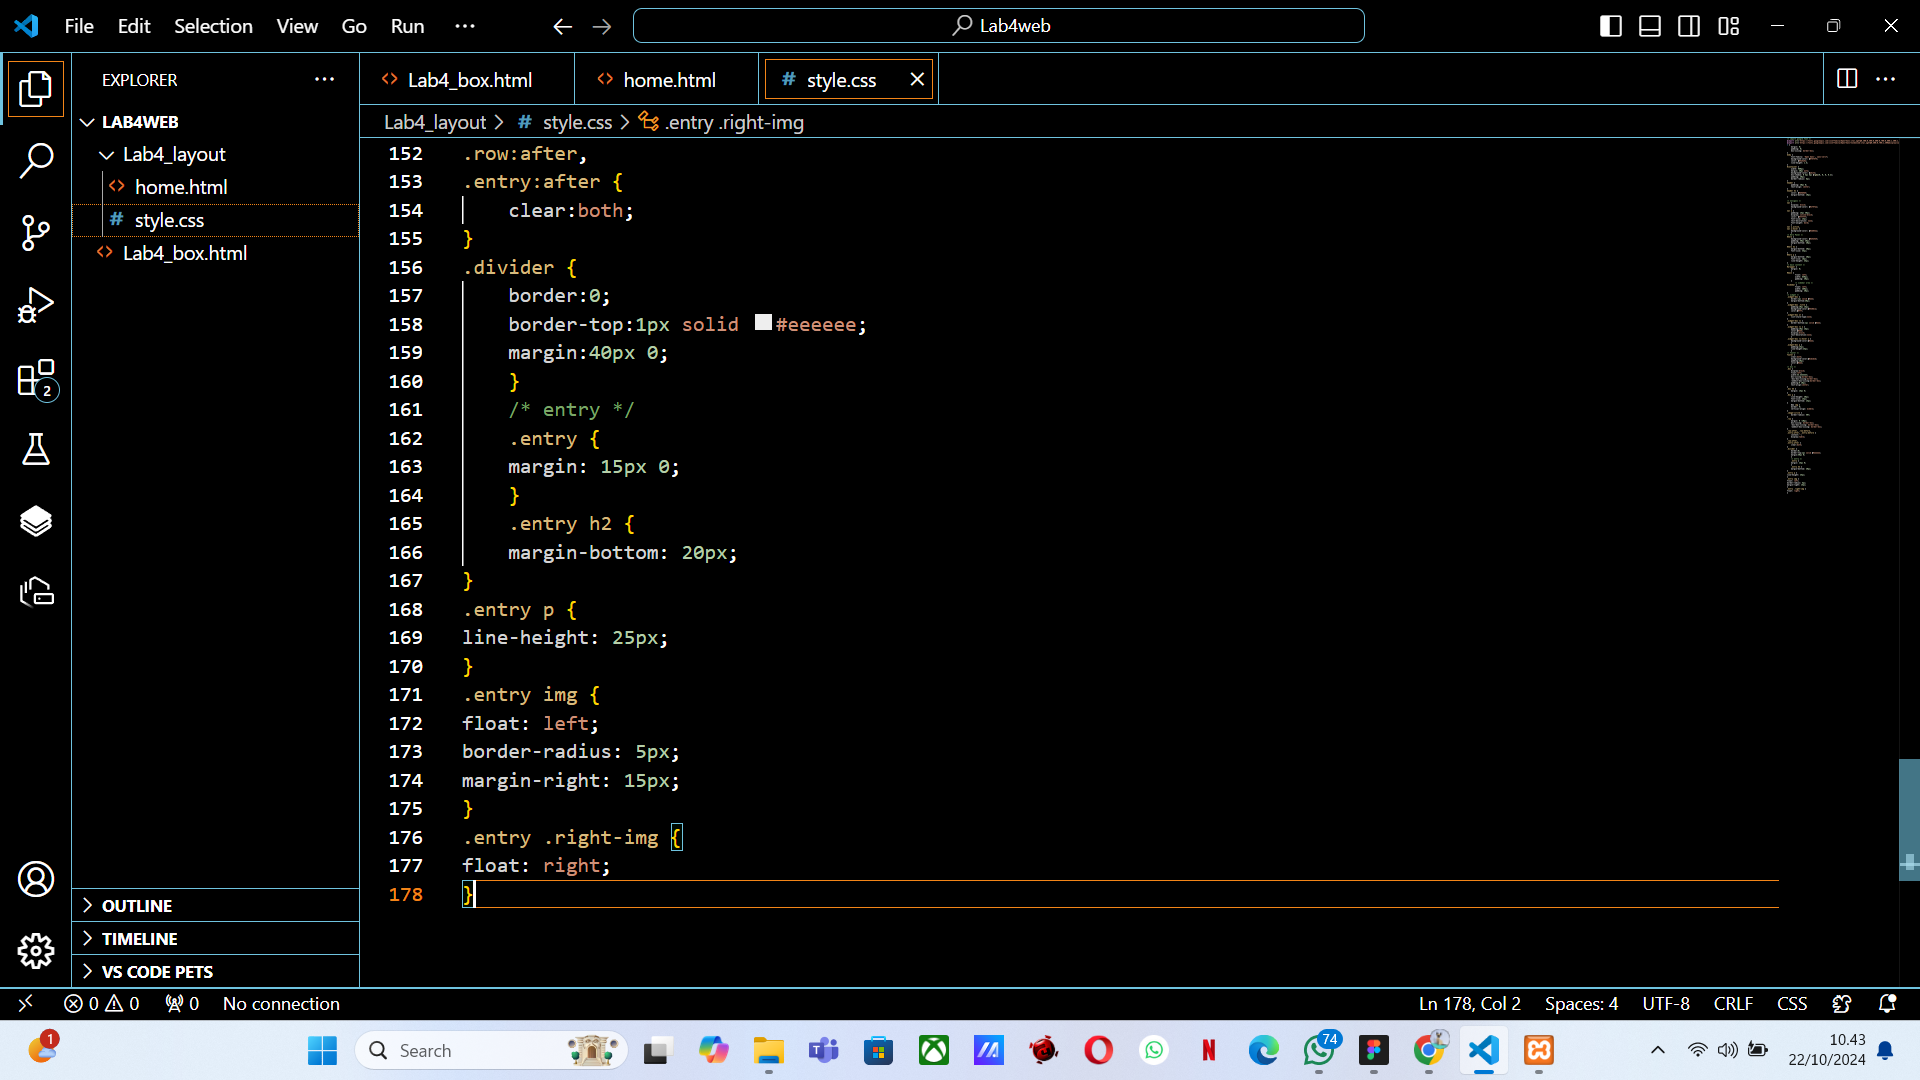 File Edit Selection View Go Run ···
Lab4web
EXPLORER
LAB4WEB
Lab4_layout
home.html
style.css
Lab4_box.html
2
OUTLINE
TIMELINE
VS CODE PETS
Lab4_box.html
home.html
style.css
Lab4_layout > # style.css > .entry .right-img
152 .row:after,
153 .entry:after {
154     clear:both;
155 }
156 .divider {
157     border:0;
158     border-top:1px solid #eeeeee;
159     margin:40px 0;
160     }
161     /* entry */
162     .entry {
163     margin: 15px 0;
164     }
165     .entry h2 {
166     margin-bottom: 20px;
167 }
168 .entry p {
169 line-height: 25px;
170 }
171 .entry img {
172 float: left;
173 border-radius: 5px;
174 margin-right: 15px;
175 }
176 .entry .right-img {
177 float: right;
178 }
0 0 0 No connection
Ln 178, Col 2 Spaces: 4 UTF-8 CRLF CSS
1
Search
74
10.43
22/10/2024